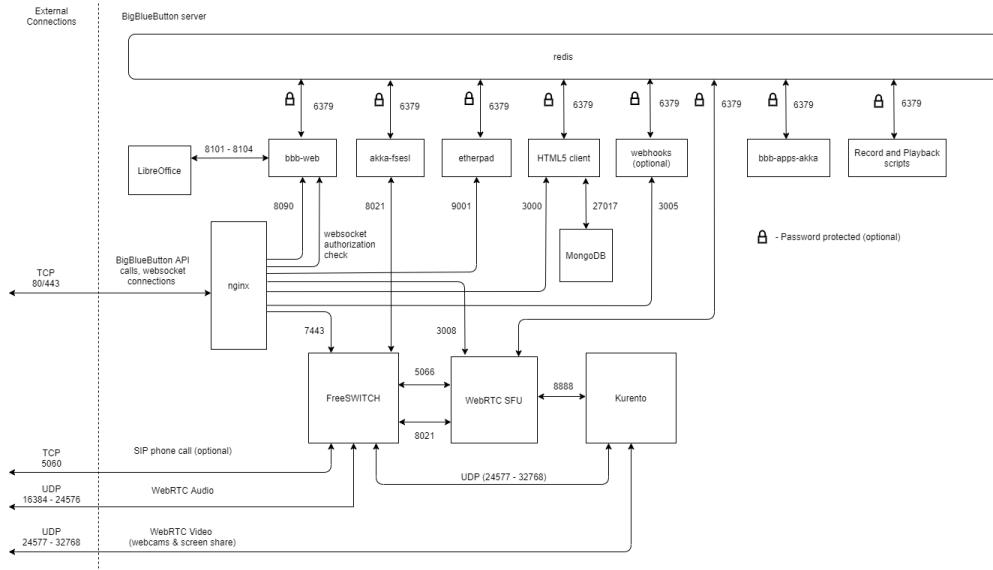 External
Connections
BigBlueButton server
redis
6379
6379
6379
6379
6379
6379
6379
6379
LibreOffice
8101 - 8104
bbb-web
akka-fsesl
etherpad
HTML5 client
webhooks
(optional)
bbb-apps-akka
Record and Playback
scripts
8090
8021
9001
3000
27017
3005
websocket
authorization
check
- Password protected (optional)
MongoDB
TCP
80/443
BigBlueButton API
calls, websocket
connections
nginx
7443
3008
FreeSWITCH
5066
8021
WebRTC SFU
8888
Kurento
TCP
5060
SIP phone call (optional)
UDP (24577 - 32768)
UDP
16384 - 24576
WebRTC Audio
UDP
24577 - 32768
WebRTC Video
(webcams & screen share)